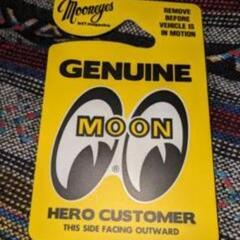 Mooneyes
REMOVE
BEFORE
VEHICLE IS
IN MOTION
GENUINE
MOON
®
HERO CUSTOMER
THIS SIDE FACING OUTWARD